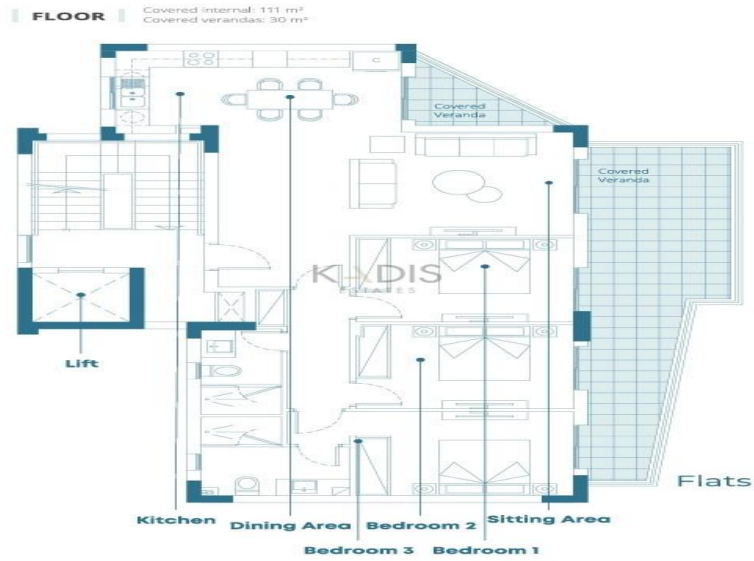 FLOOR
Covered internal: 111 m²
Covered verandas: 30 m²
C
Covered
Veranda
Covered
Veranda
KADIS
ESTATES
Lift
Flats
Kitchen
Dining Area
Bedroom 2
Sitting Area
Bedroom 3
Bedroom 1